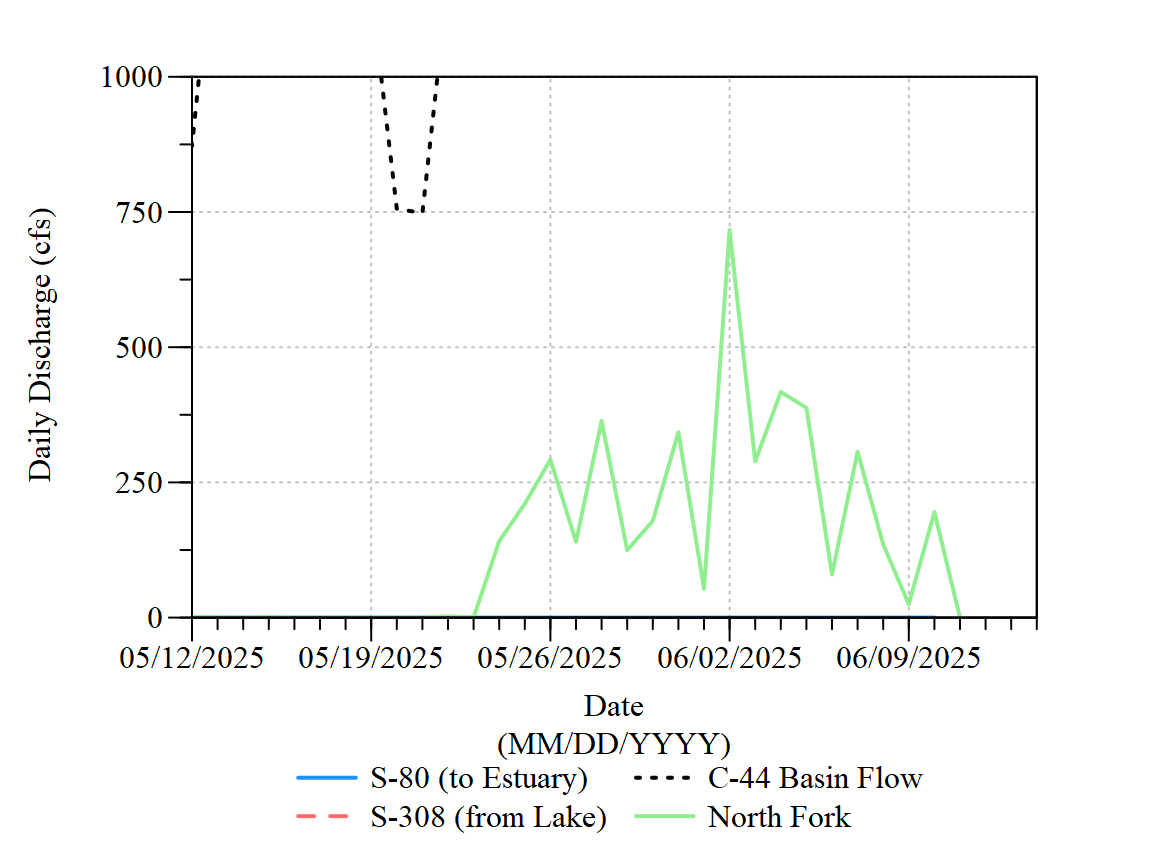 1000
750
500
250
0
Daily Discharge (cfs)
05/12/2025 05/19/2025 05/26/2025 06/02/2025 06/09/2025
Date
(MM/DD/YYYY)
S-80 (to Estuary) C-44 Basin Flow
S-308 (from Lake) North Fork